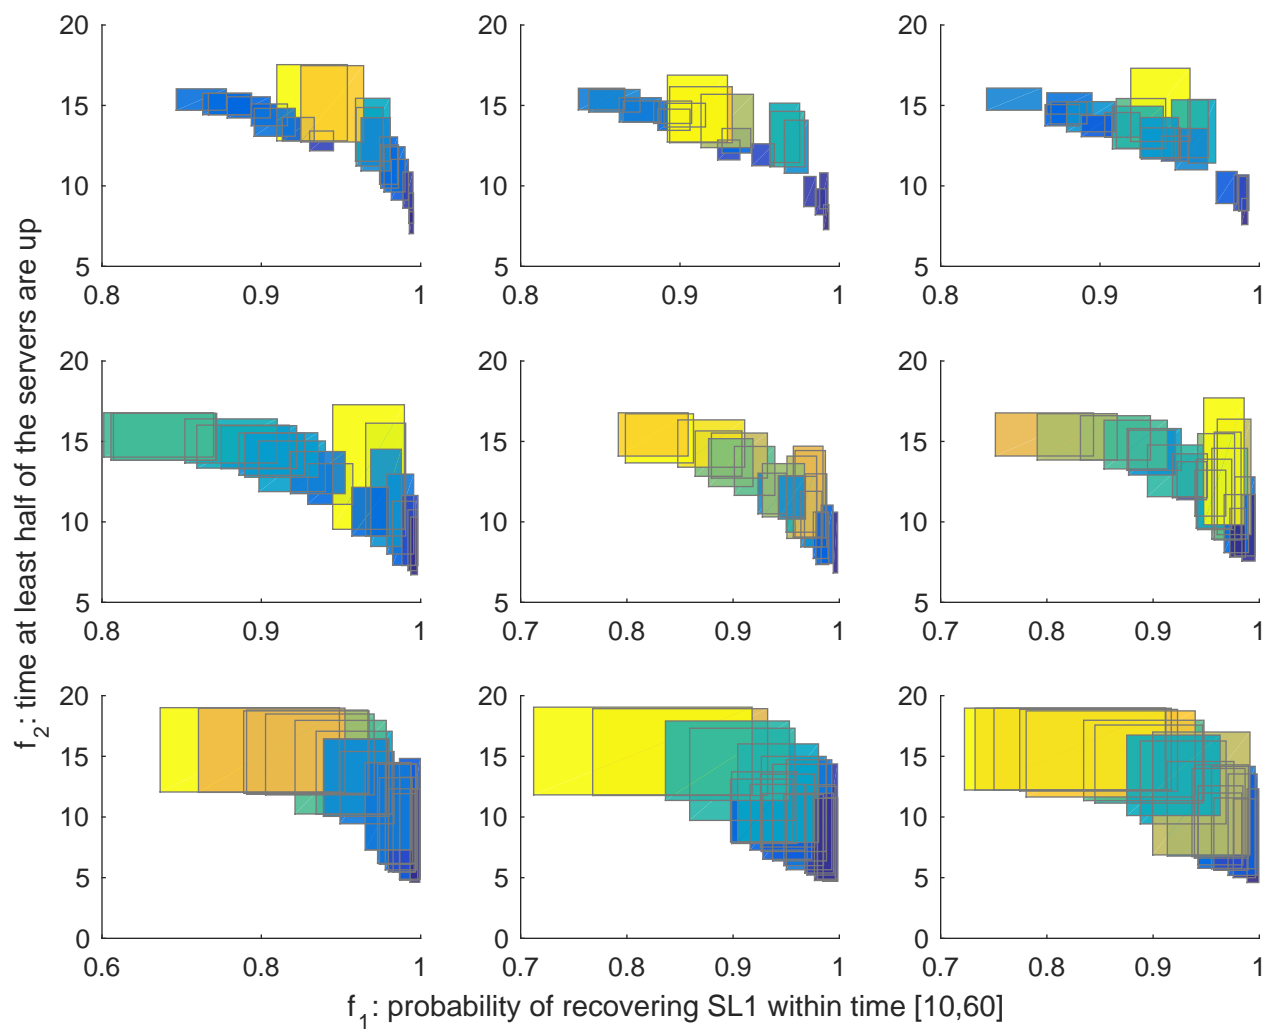 20 20 20
15 15 15
10 10 10
5 5 5
0.8 0.9 1 0.8 0.9 1 0.8 0.9 1
20 20 20
15 15 15
10 10 10
5 5 5
0.8 0.9 1 0.7 0.8 0.9 1 0.7 0.8 0.9 1
20 20 20
15 15 15
10 10 10
5 5 5
0 0 0
0.6 0.8 1 0.7 0.8 0.9 1 0.7 0.8 0.9 1
f2: time at least half of the servers are up
f1: probability of recovering SL1 within time [10,60]